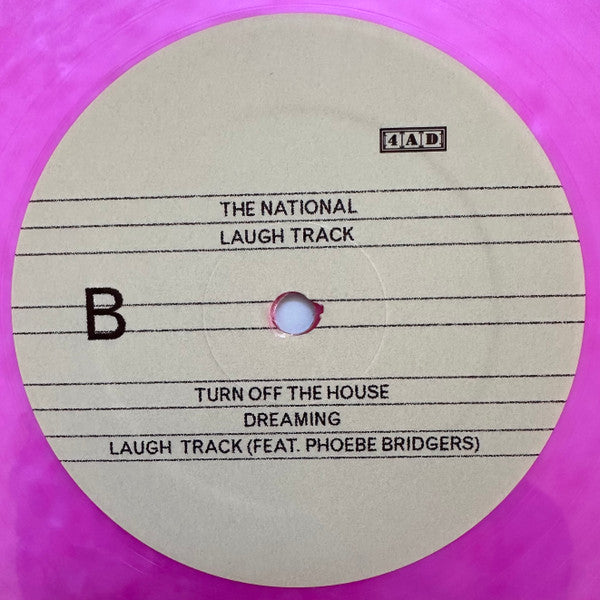 4AD
THE NATIONAL
LAUGH TRACK
B
TURN OFF THE HOUSE
DREAMING
LAUGH TRACK (FEAT. PHOEBE BRIDGERS)